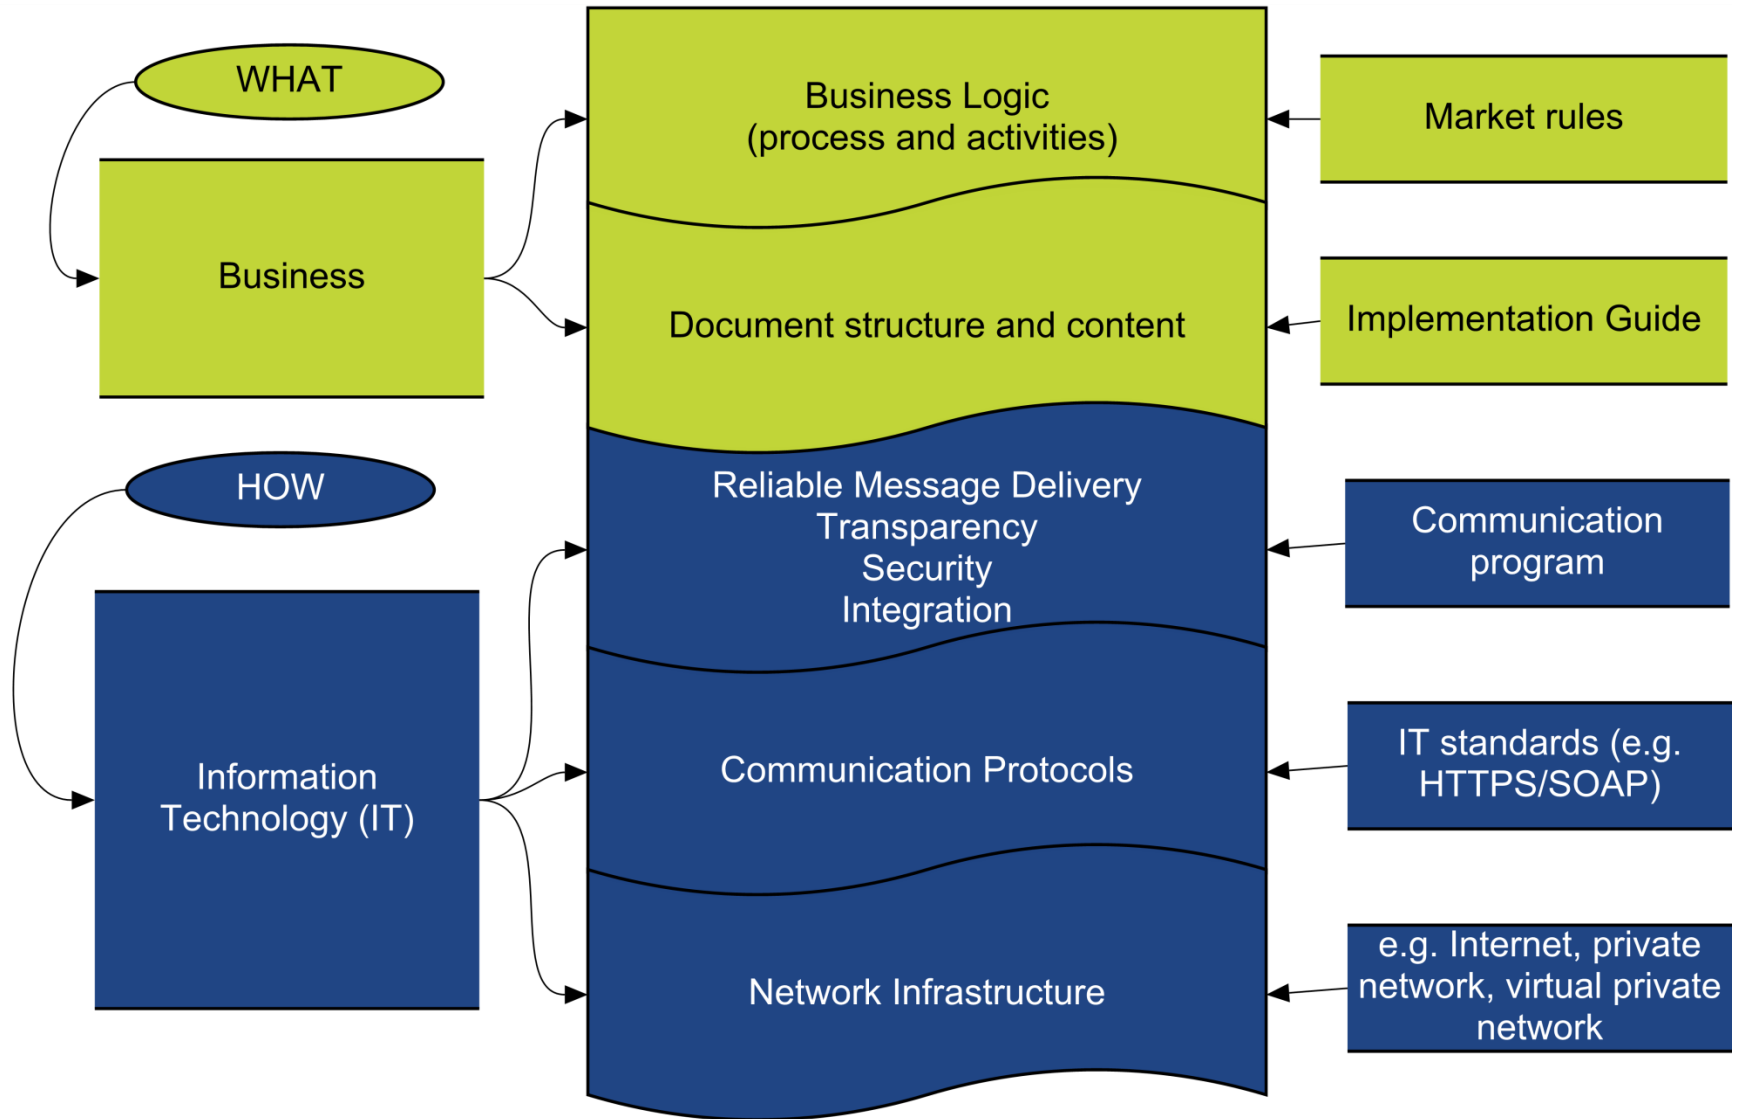 WHAT
Business
HOW
Information
Technology (IT)
Business Logic
(process and activities)
Document structure and content
Reliable Message Delivery
Transparency
Security
Integration
Communication Protocols
Network Infrastructure
Market rules
Implementation Guide
Communication
program
IT standards (e.g.
HTTPS/SOAP)
e.g. Internet, private
network, virtual private
network